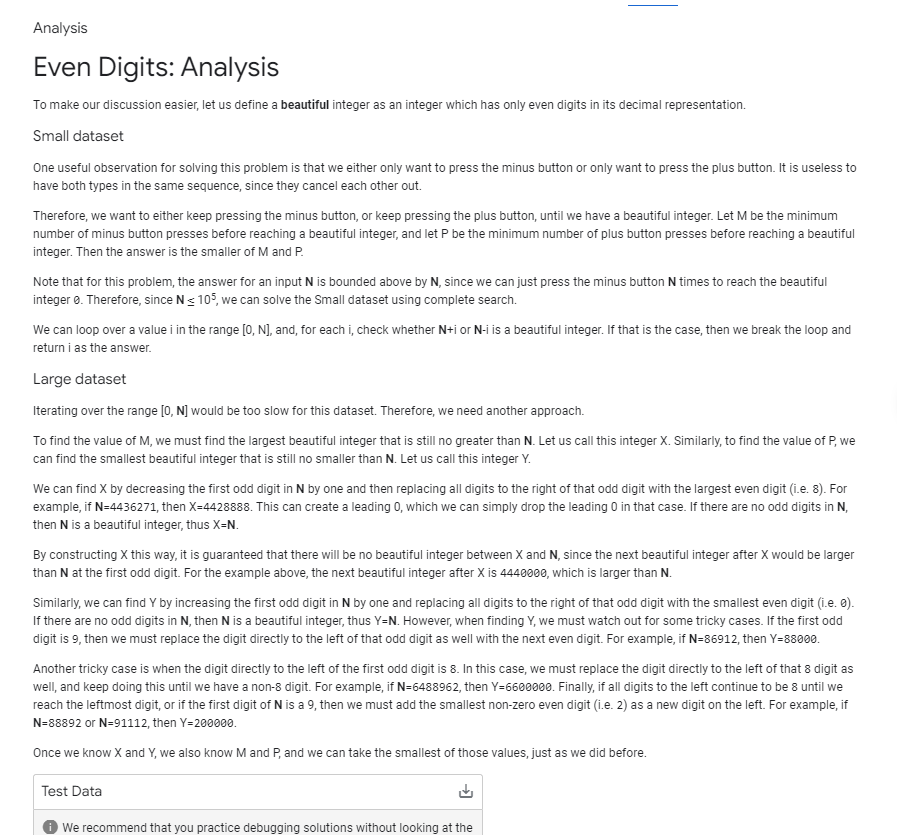 Analysis
Even Digits: Analysis
To make our discussion easier, let us define a beautiful integer as an integer which has only even digits in its decimal representation.
Small dataset
One useful observation for solving this problem is that we either only want to press the minus button or only want to press the plus button. It is useless to
have both types in the same sequence, since they cancel each other out.
Therefore, we want to either keep pressing the minus button, or keep pressing the plus button, until we have a beautiful integer. Let M be the minimum
number of minus button presses before reaching a beautiful integer, and let P be the minimum number of plus button presses before reaching a beautiful
integer. Then the answer is the smaller of M and P.
Note that for this problem, the answer for an input N is bounded above by N, since we can just press the minus button N times to reach the beautiful
integer 0. Therefore, since N ≤ 10⁵, we can solve the Small dataset using complete search.
We can loop over a value i in the range [0, N], and, for each i, check whether N+i or N-i is a beautiful integer. If that is the case, then we break the loop and
return i as the answer.
Large dataset
Iterating over the range [0, N] would be too slow for this dataset. Therefore, we need another approach.
To find the value of M, we must find the largest beautiful integer that is still no greater than N. Let us call this integer X. Similarly, to find the value of P, we
can find the smallest beautiful integer that is still no smaller than N. Let us call this integer Y.
We can find X by decreasing the first odd digit in N by one and then replacing all digits to the right of that odd digit with the largest even digit (i.e. 8). For
example, if N=4436271, then X=4428888. This can create a leading 0, which we can simply drop the leading 0 in that case. If there are no odd digits in N,
then N is a beautiful integer, thus X=N.
By constructing X this way, it is guaranteed that there will be no beautiful integer between X and N, since the next beautiful integer after X would be larger
than N at the first odd digit. For the example above, the next beautiful integer after X is 4440000, which is larger than N.
Similarly, we can find Y by increasing the first odd digit in N by one and replacing all digits to the right of that odd digit with the smallest even digit (i.e. 0).
If there are no odd digits in N, then N is a beautiful integer, thus Y=N. However, when finding Y, we must watch out for some tricky cases. If the first odd
digit is 9, then we must replace the digit directly to the left of that odd digit as well with the next even digit. For example, if N=86912, then Y=88000.
Another tricky case is when the digit directly to the left of the first odd digit is 8. In this case, we must replace the digit directly to the left of that 8 digit as
well, and keep doing this until we have a non-8 digit. For example, if N=6488962, then Y=6600000. Finally, if all digits to the left continue to be 8 until we
reach the leftmost digit, or if the first digit of N is a 9, then we must add the smallest non-zero even digit (i.e. 2) as a new digit on the left. For example, if
N=88892 or N=91112, then Y=200000.
Once we know X and Y, we also know M and P, and we can take the smallest of those values, just as we did before.
Test Data
We recommend that you practice debugging solutions without looking at the